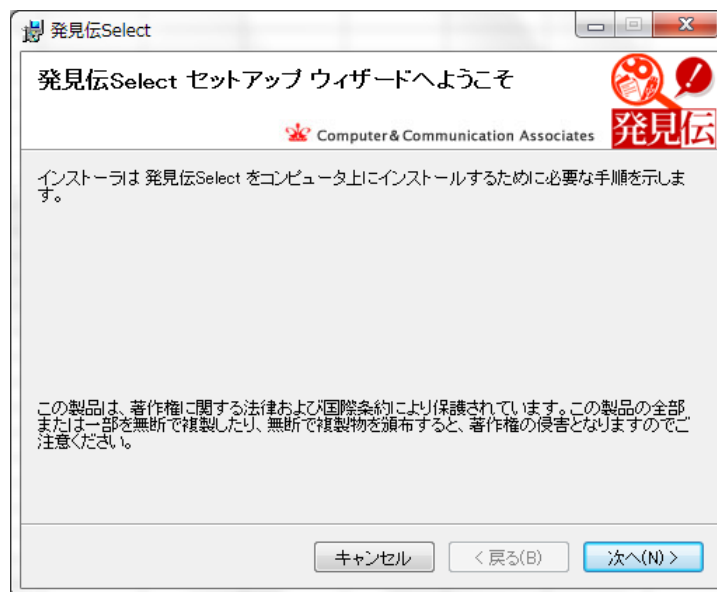 発見伝Select
発見伝Select セットアップ ウィザードへようこそ
Computer&Communication Associates
発見伝
インストーラは 発見伝Select をコンピュータ上にインストールするために必要な手順を示しま
す。
この製品は、著作権に関する法律および国際条約により保護されています。この製品の全部
または一部を無断で複製したり、無断で複製物を頒布すると、著作権の侵害となりますのでご
注意ください。
キャンセル
< 戻る(B)
次へ(N) >